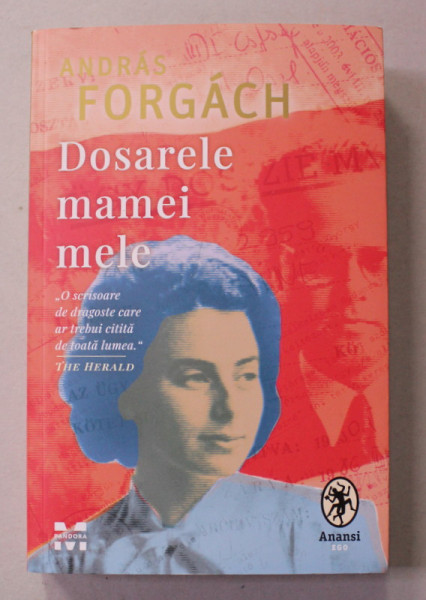 ANDRÁS
FORGÁCH
Dosarele
mamei
mele
„O scrisoare
de dragoste care
ar trebui citită
de toată lumea.“
THE HERALD
M
PANDORA
Anansi
EGO